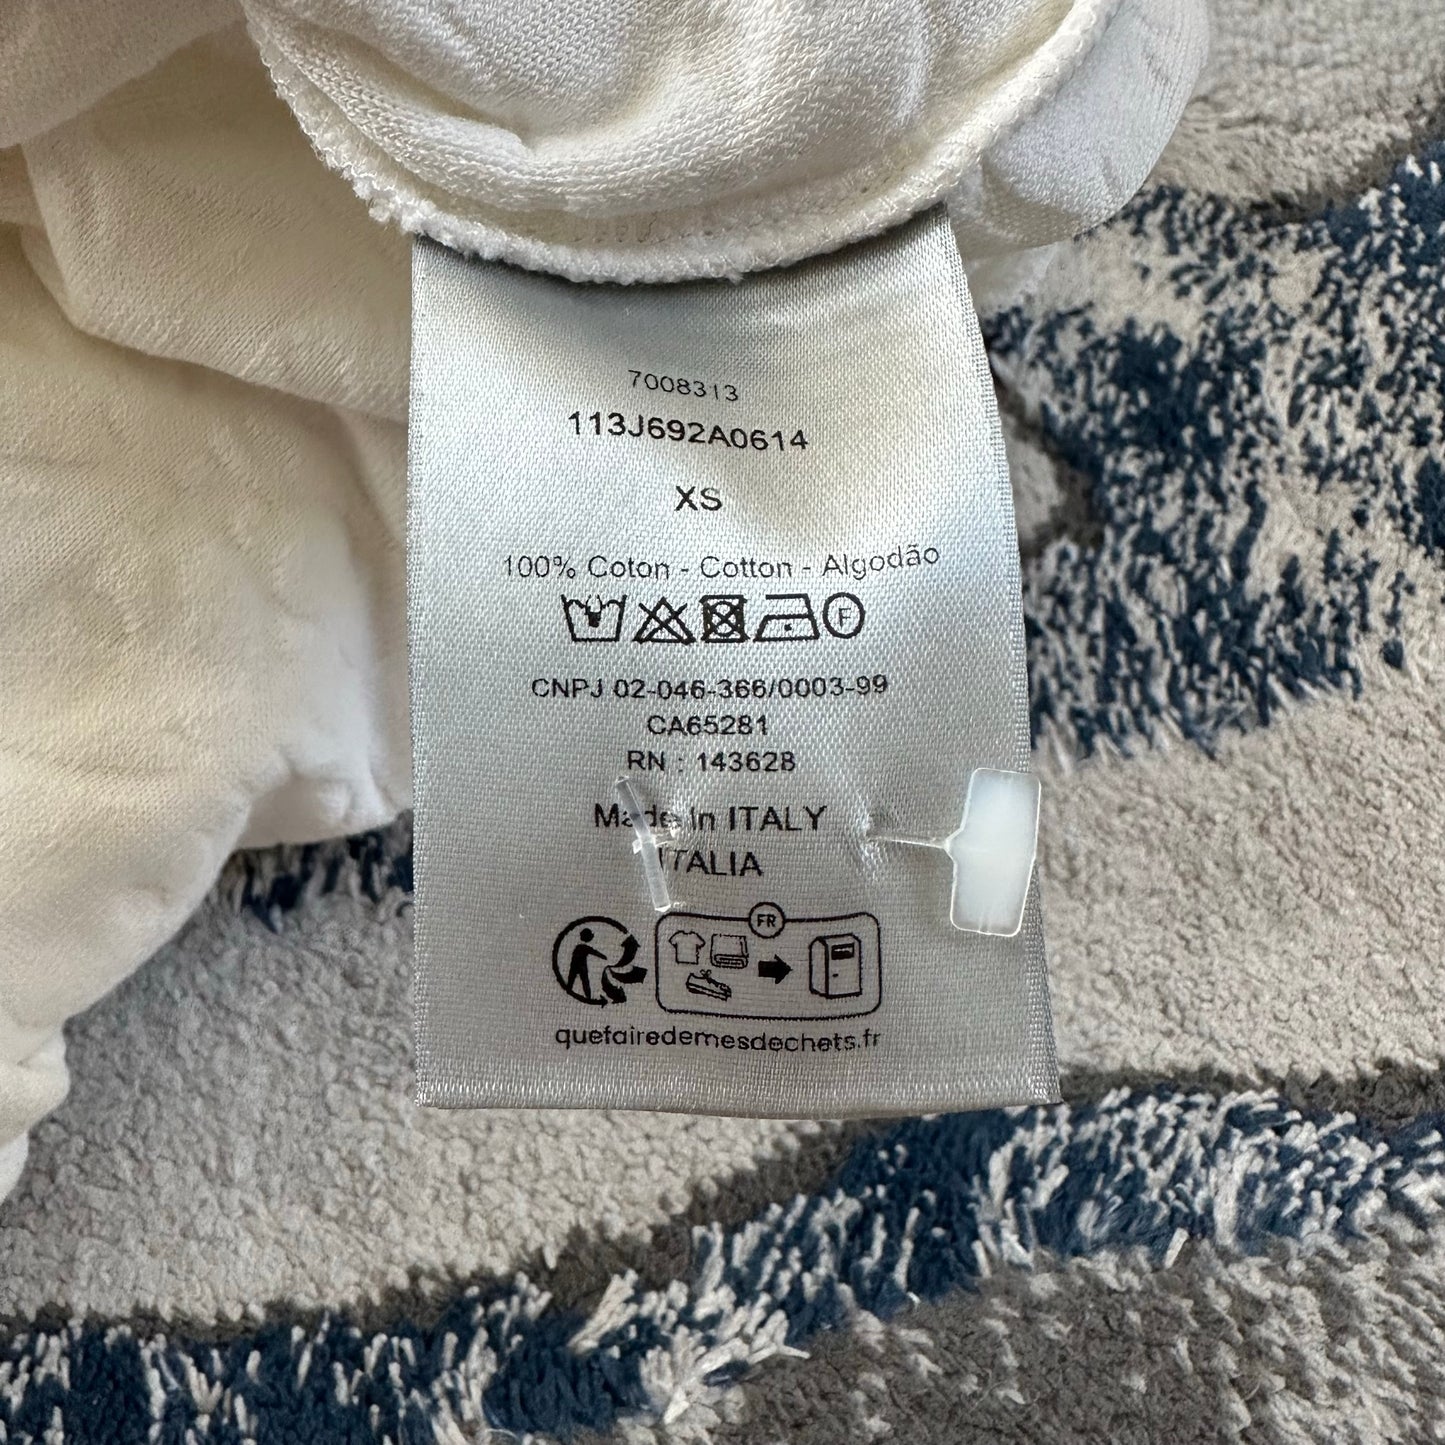 7008313
113J692A0614
XS
100% Coton - Cotton - Algodão
F
CNPJ 02-046-366/0003-99
CA65281
RN : 143628
Made in ITALY
ITALIA
FR
quefairedemesdechets.fr